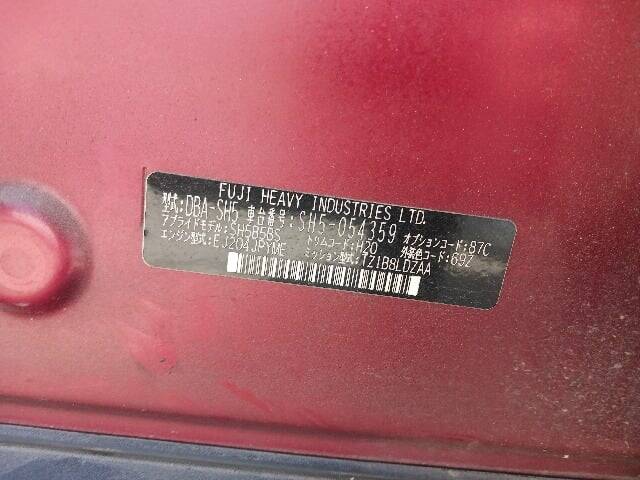 FUJI HEAVY INDUSTRIES LTD.
型式:DBA-SH5 車台番号:SH5-054359
アプライドモデル:SH5B5BS トリムコード:H20 オプションコード:87C
エンジン型式:EJ204JPYME ミッション型式:TZ1B8LDZAA 外装色コード:69Z